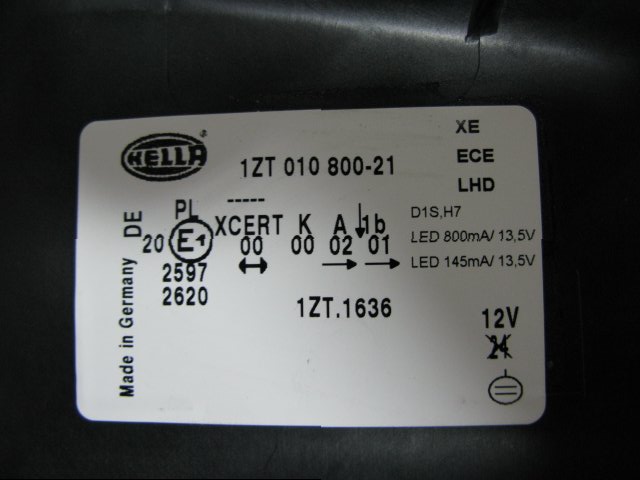 HELLA ®
1ZT 010 800-21
XE
ECE
LHD
DE
PL
-----
XCERT K A 1b
20 E1 00 00 02 01
2597
2620
D1S,H7
LED 800mA/ 13,5V
LED 145mA/ 13,5V
1ZT.1636
Made in Germany
12V
24